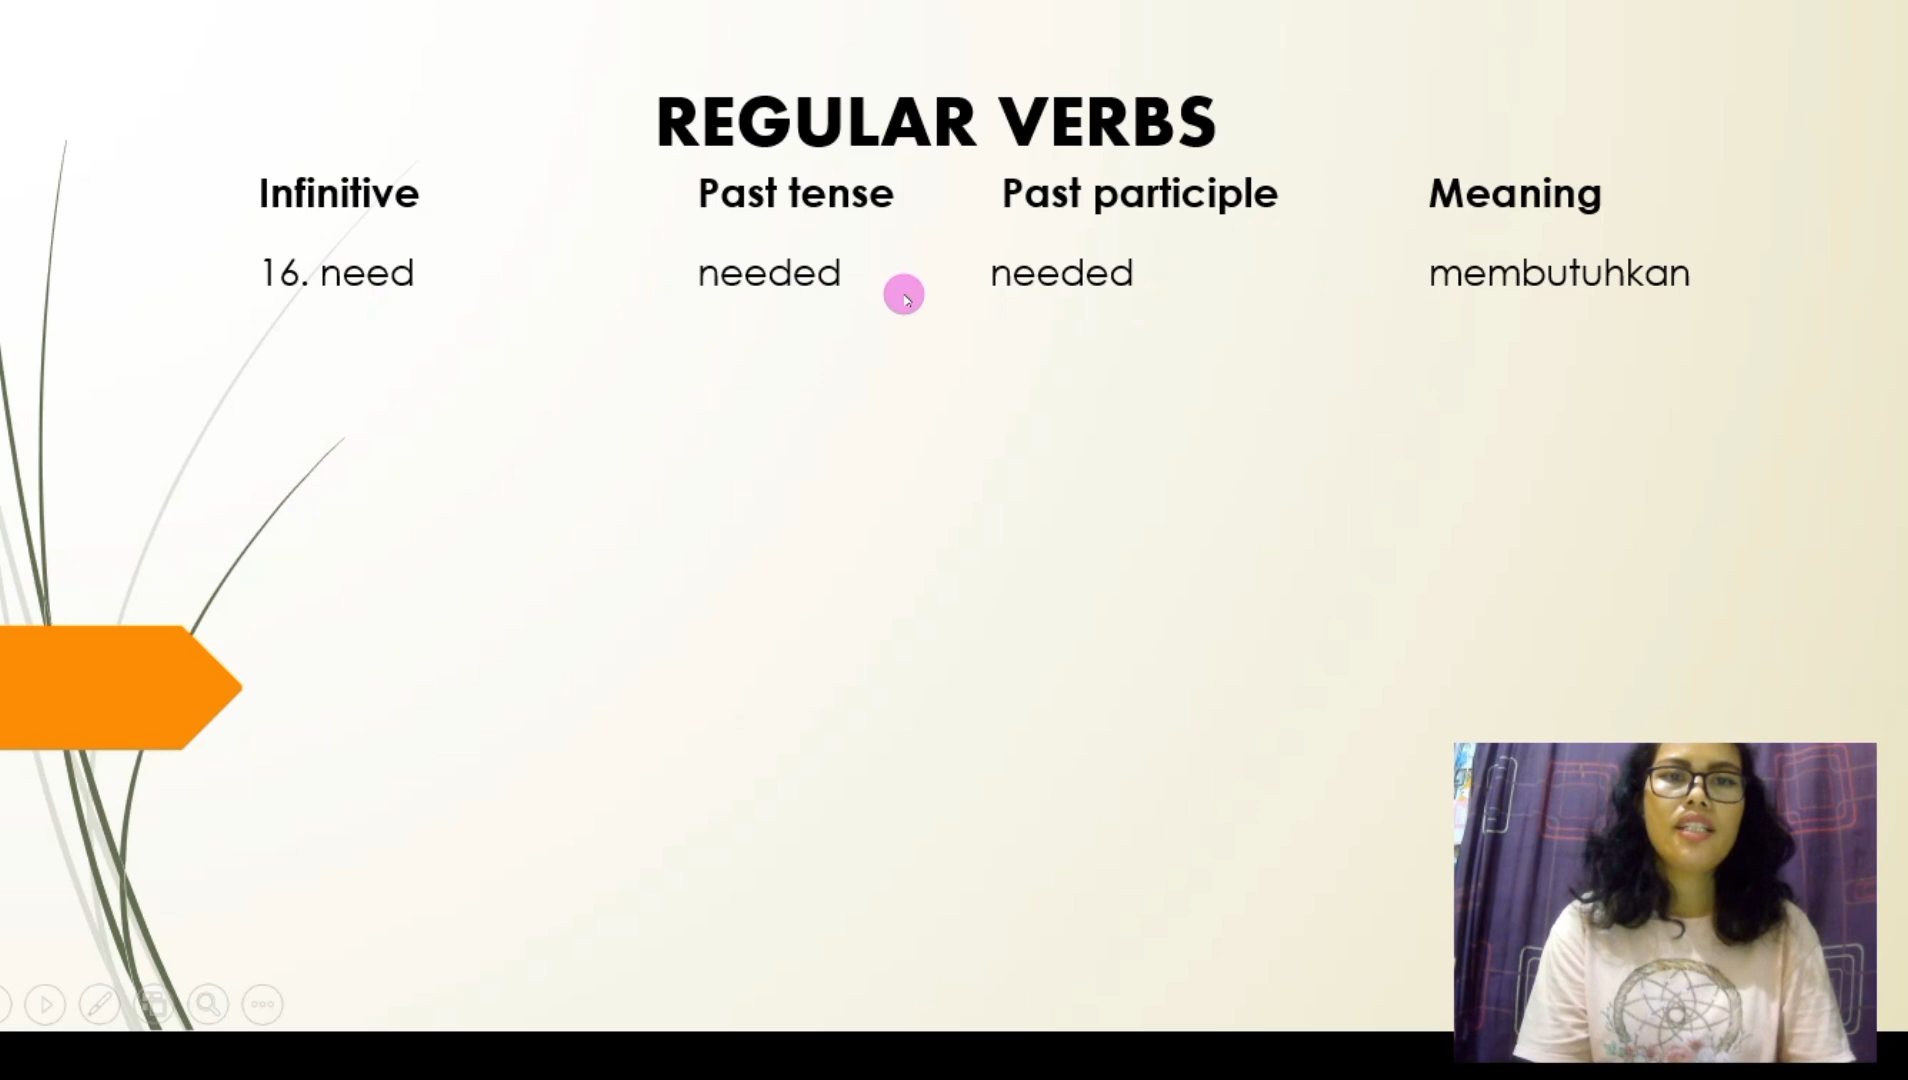 REGULAR VERBS
Infinitive Past tense Past participle Meaning
16. need needed needed membutuhkan